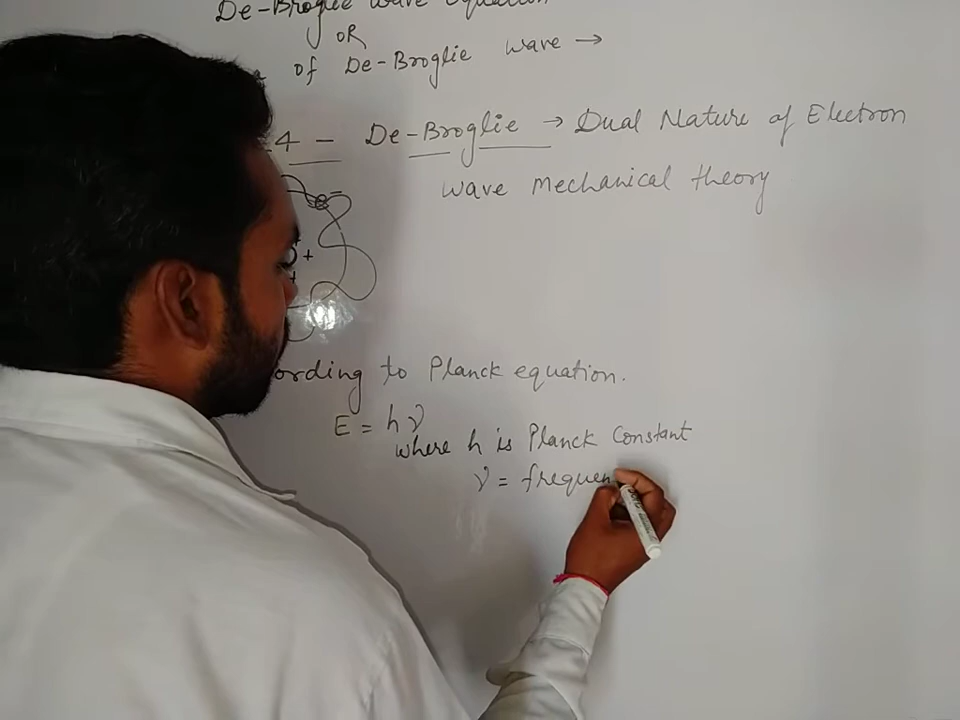 De-Broglie wave equation
OR
of De-Broglie wave →
24 - De-Broglie → Dual Nature of Electron
wave mechanical theory
ording to Planck equation.
E = hν
where h is Planck Constant
ν = frequen